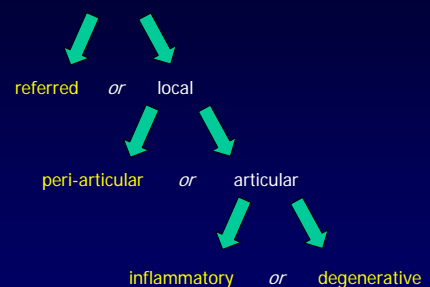 referred or local
peri-articular or articular
inflammatory or degenerative